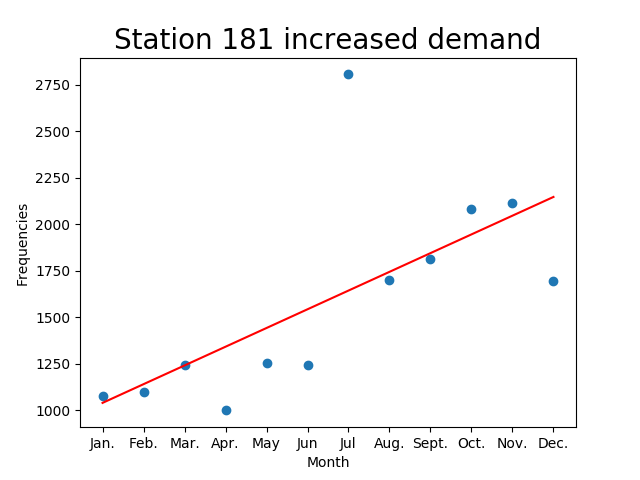 Station 181 increased demand
Frequencies
2750
2500
2250
2000
1750
1500
1250
1000
Jan. Feb. Mar. Apr. May Jun Jul Aug. Sept. Oct. Nov. Dec.
Month